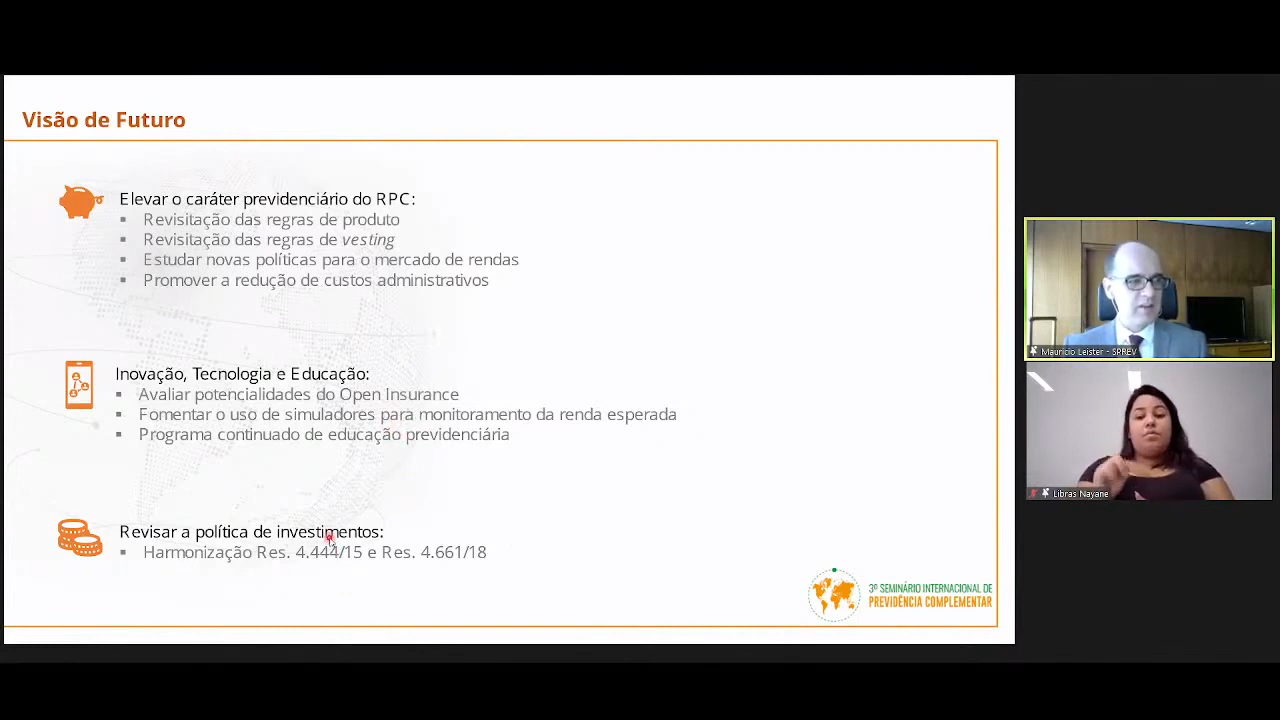 Visão de Futuro
Elevar o caráter previdenciário do RPC:
▪ Revisitação das regras de produto
▪ Revisitação das regras de vesting
▪ Estudar novas políticas para o mercado de rendas
▪ Promover a redução de custos administrativos
Inovação, Tecnologia e Educação:
▪ Avaliar potencialidades do Open Insurance
▪ Fomentar o uso de simuladores para monitoramento da renda esperada
▪ Programa continuado de educação previdenciária
Revisar a política de investimentos:
▪ Harmonização Res. 4.444/15 e Res. 4.661/18
3º SEMINÁRIO INTERNACIONAL DE
PREVIDÊNCIA COMPLEMENTAR
Mauricio Leister - SPREV
Libras Nayane